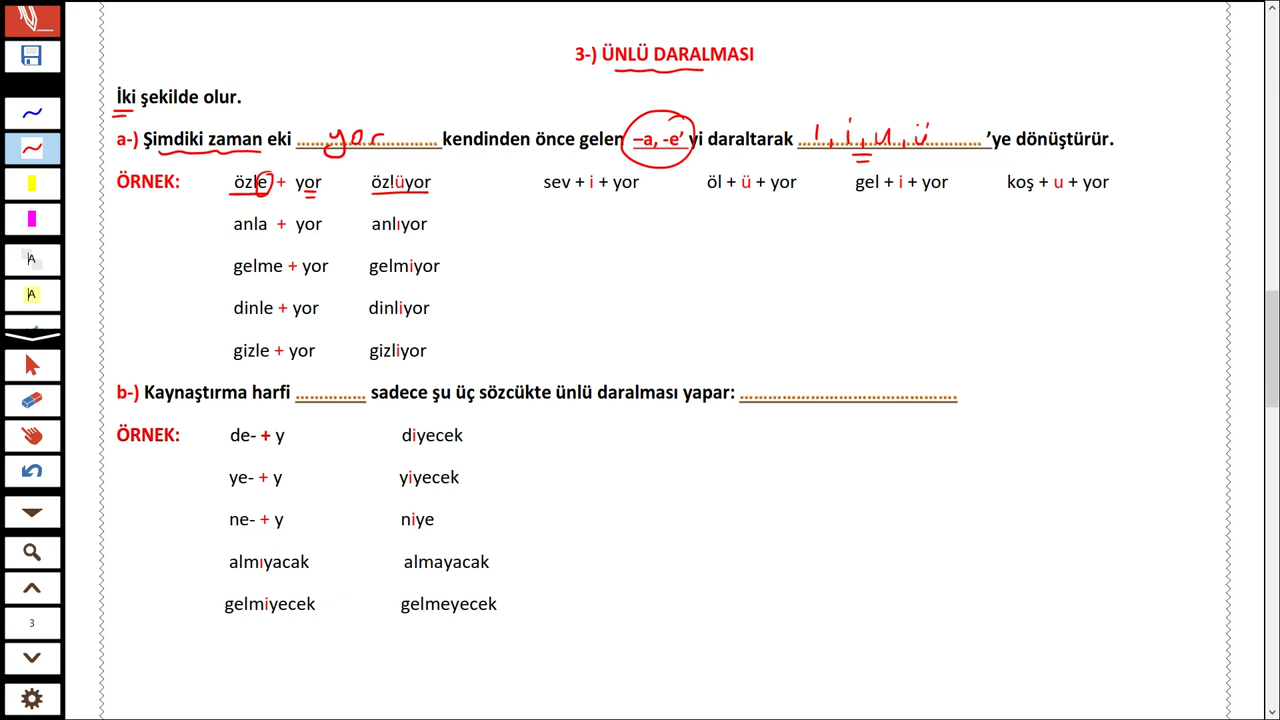 3-) ÜNLÜ DARALMASI
İki şekilde olur.
a-) Şimdiki zaman eki yor kendinden önce gelen –a, -e’ yi daraltarak ı, i, u, ü ’ye dönüştürür.
ÖRNEK: özle + yor özlüyor sev + i + yor öl + ü + yor gel + i + yor koş + u + yor
anla + yor anlıyor
gelme + yor gelmiyor
dinle + yor dinliyor
gizle + yor gizliyor
b-) Kaynaştırma harfi ............... sadece şu üç sözcükte ünlü daralması yapar: .............................................
ÖRNEK: de- + y diyecek
ye- + y yiyecek
ne- + y niye
almıyacak almayacak
gelmiyecek gelmeyecek
A
A
3